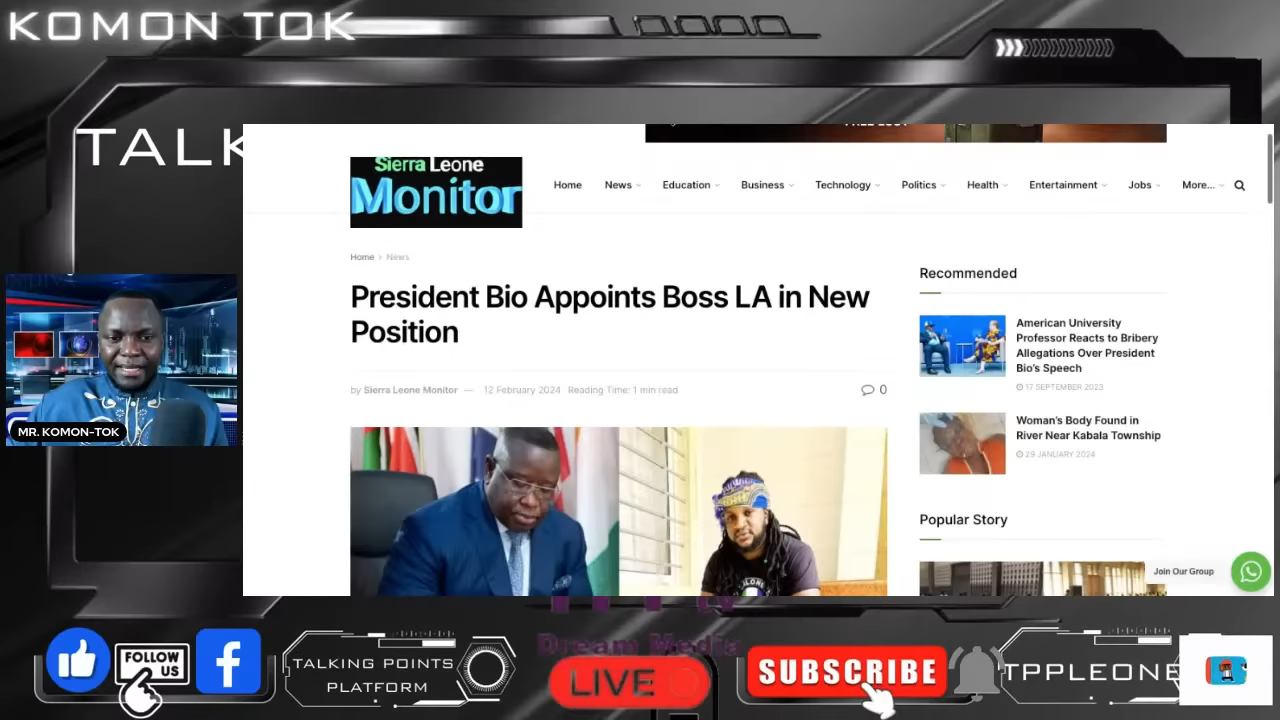 KOMON TOK
TALK
Sierra Leone
Monitor
Home
News
Education
Business
Technology
Politics
Health
Entertainment
Jobs
More...
Home > News
President Bio Appoints Boss LA in New
Position
by Sierra Leone Monitor — 12 February 2024 Reading Time: 1 min read
0
Recommended
American University
Professor Reacts to Bribery
Allegations Over President
Bio's Speech
17 SEPTEMBER 2023
Woman's Body Found in
River Near Kabala Township
29 JANUARY 2024
Popular Story
Join Our Group
MR. KOMON-TOK
FOLLOW
US
f
TALKING POINTS
PLATFORM
LIVE
SUBSCRIBE
TPPLEONE